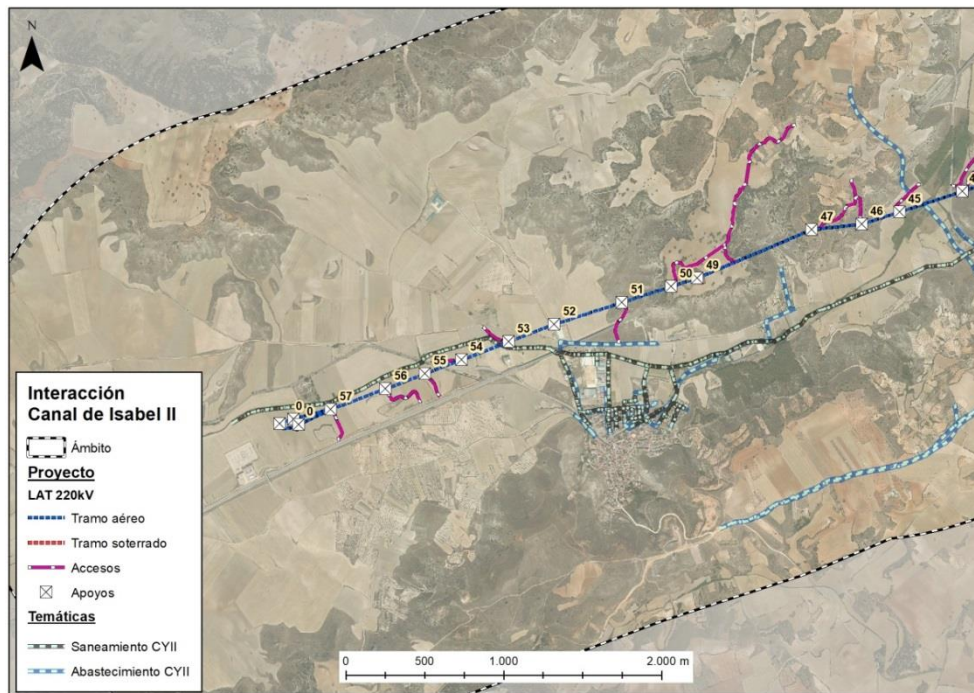 N
47
46
45
4
50
49
51
52
53
54
55
56
57
0
0
Interacción
Canal de Isabel II
Ámbito
Proyecto
LAT 220kV
Tramo aéreo
Tramo soterrado
Accesos
Apoyos
Temáticas
Saneamiento CYII
Abastecimiento CYII
0 500 1.000 2.000 m